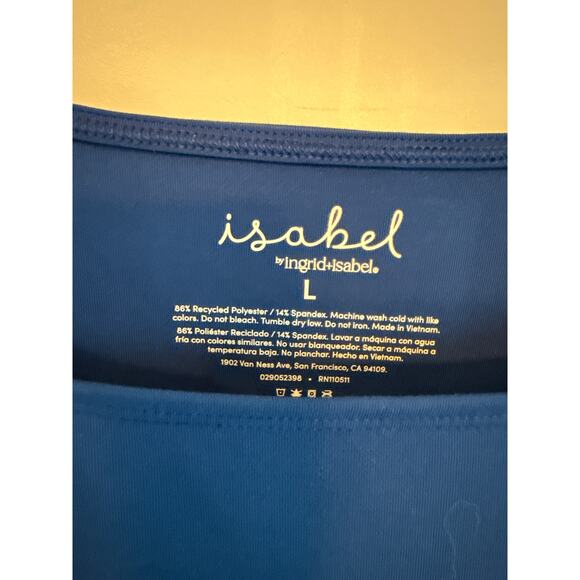 isabel
by ingrid+isabel®
L
86% Recycled Polyester / 14% Spandex. Machine wash cold with like
colors. Do not bleach. Tumble dry low. Do not iron. Made in Vietnam.
86% Poliéster Reciclado / 14% Spandex. Lavar a máquina con agua
fría con colores similares. No usar blanqueador. Secar a máquina a
temperatura baja. No planchar. Hecho en Vietnam.
1902 Van Ness Ave, San Francisco, CA 94109.
029052398 • RN110511